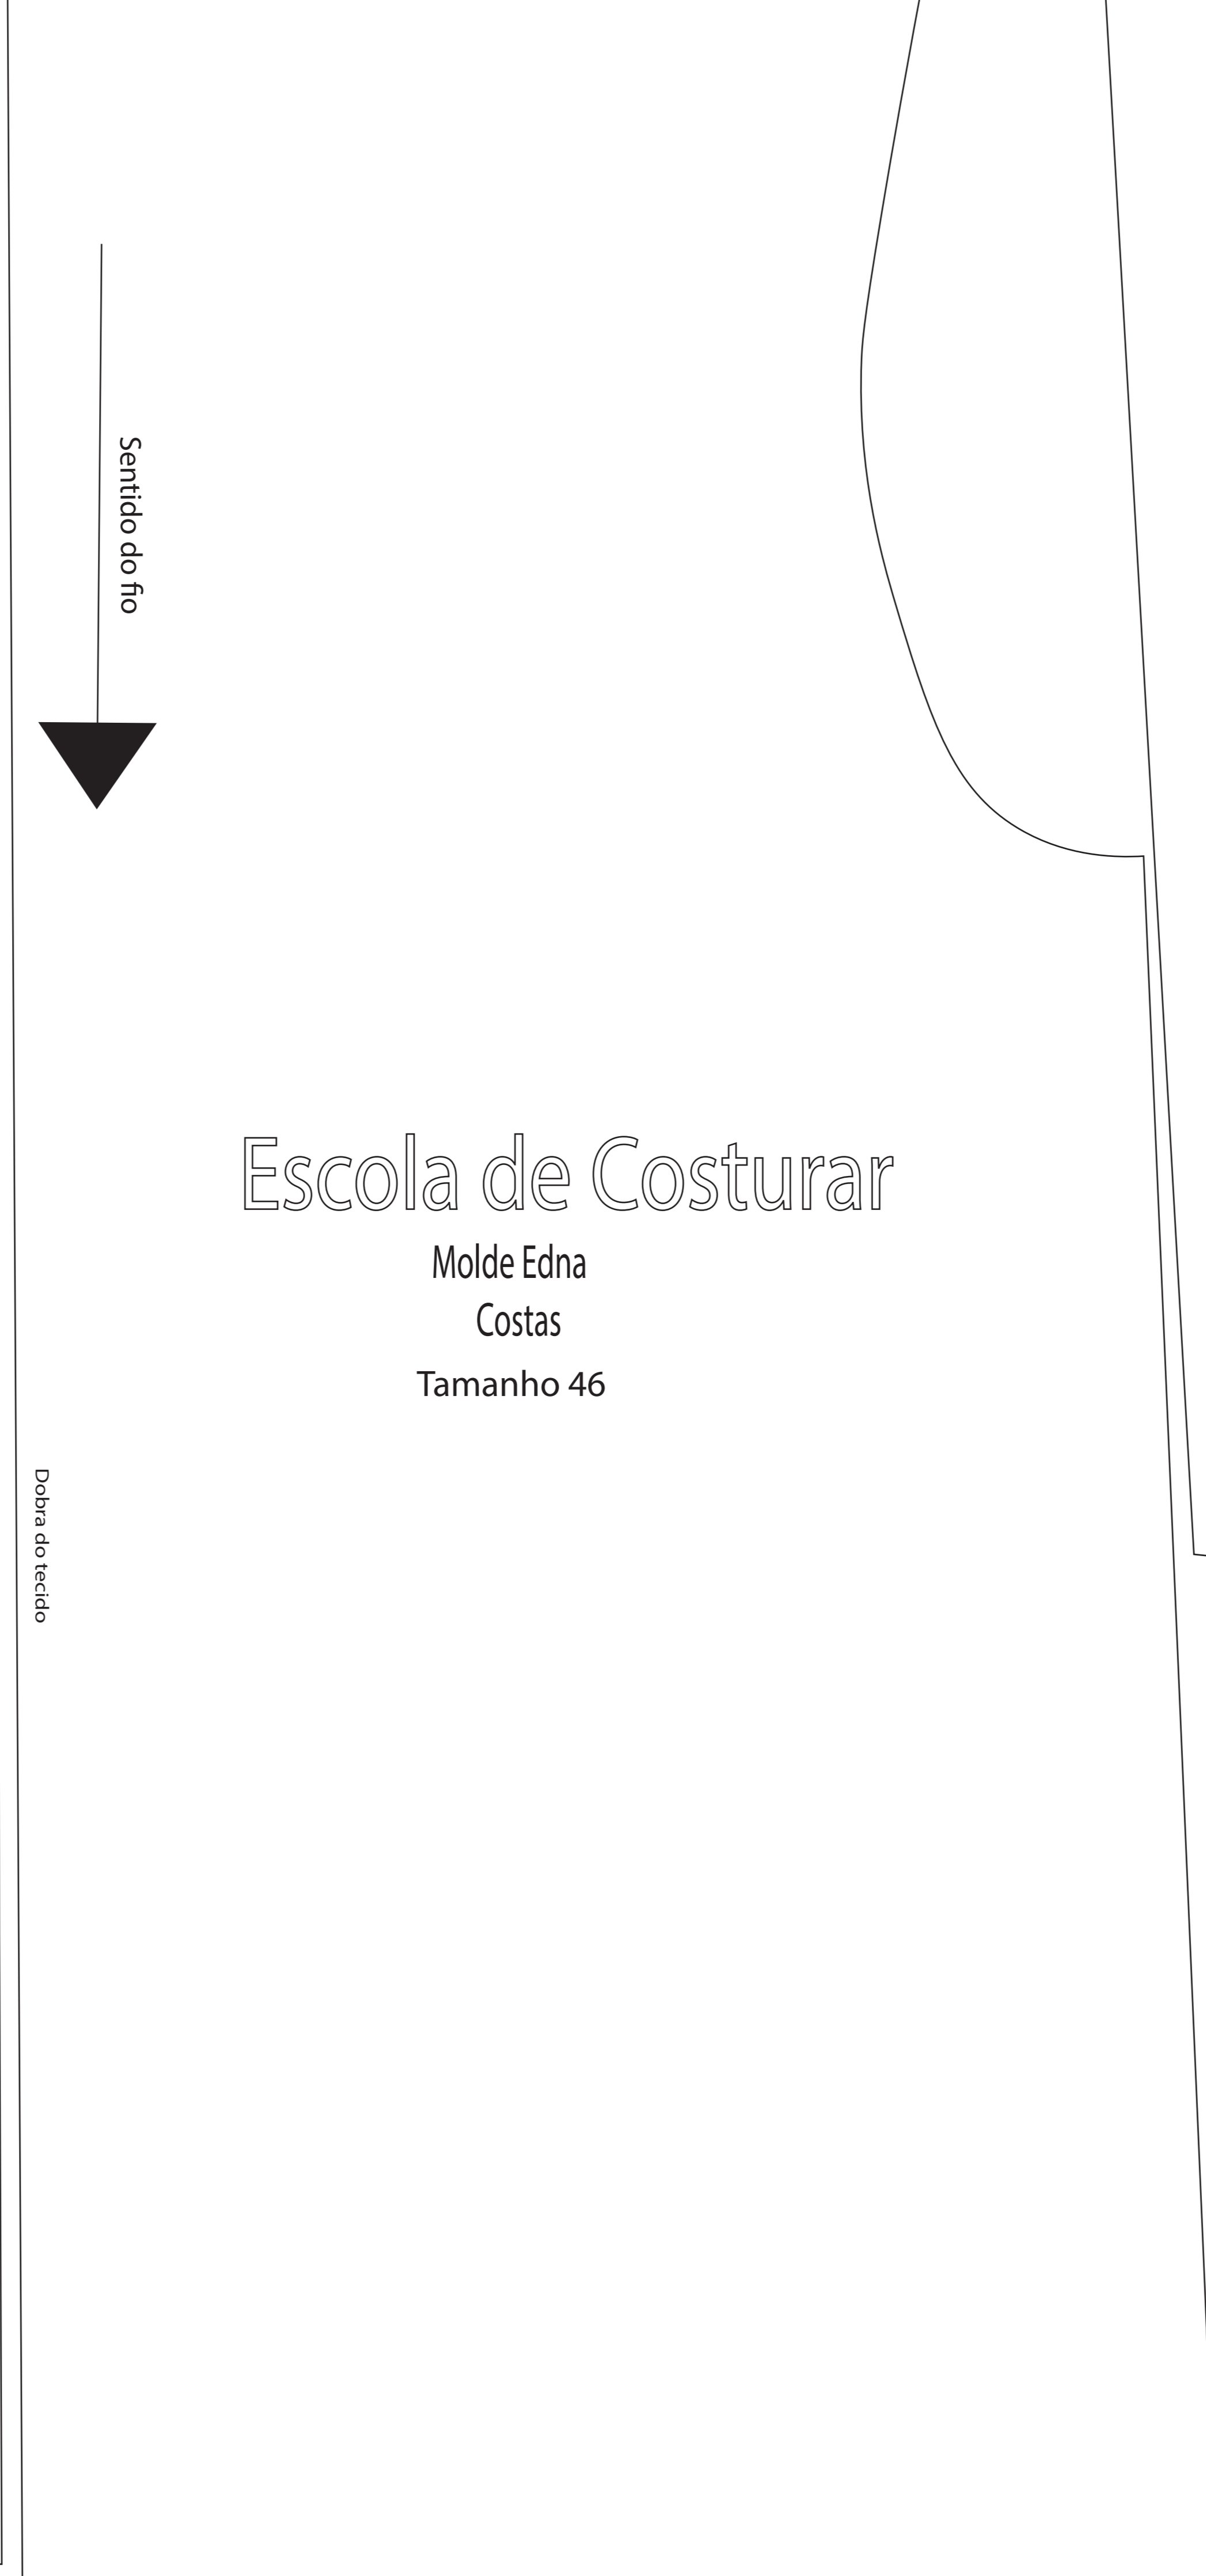 Sentido do fio
Escola de Costurar
Molde Edna
Costas
Tamanho 46
Dobra do tecido